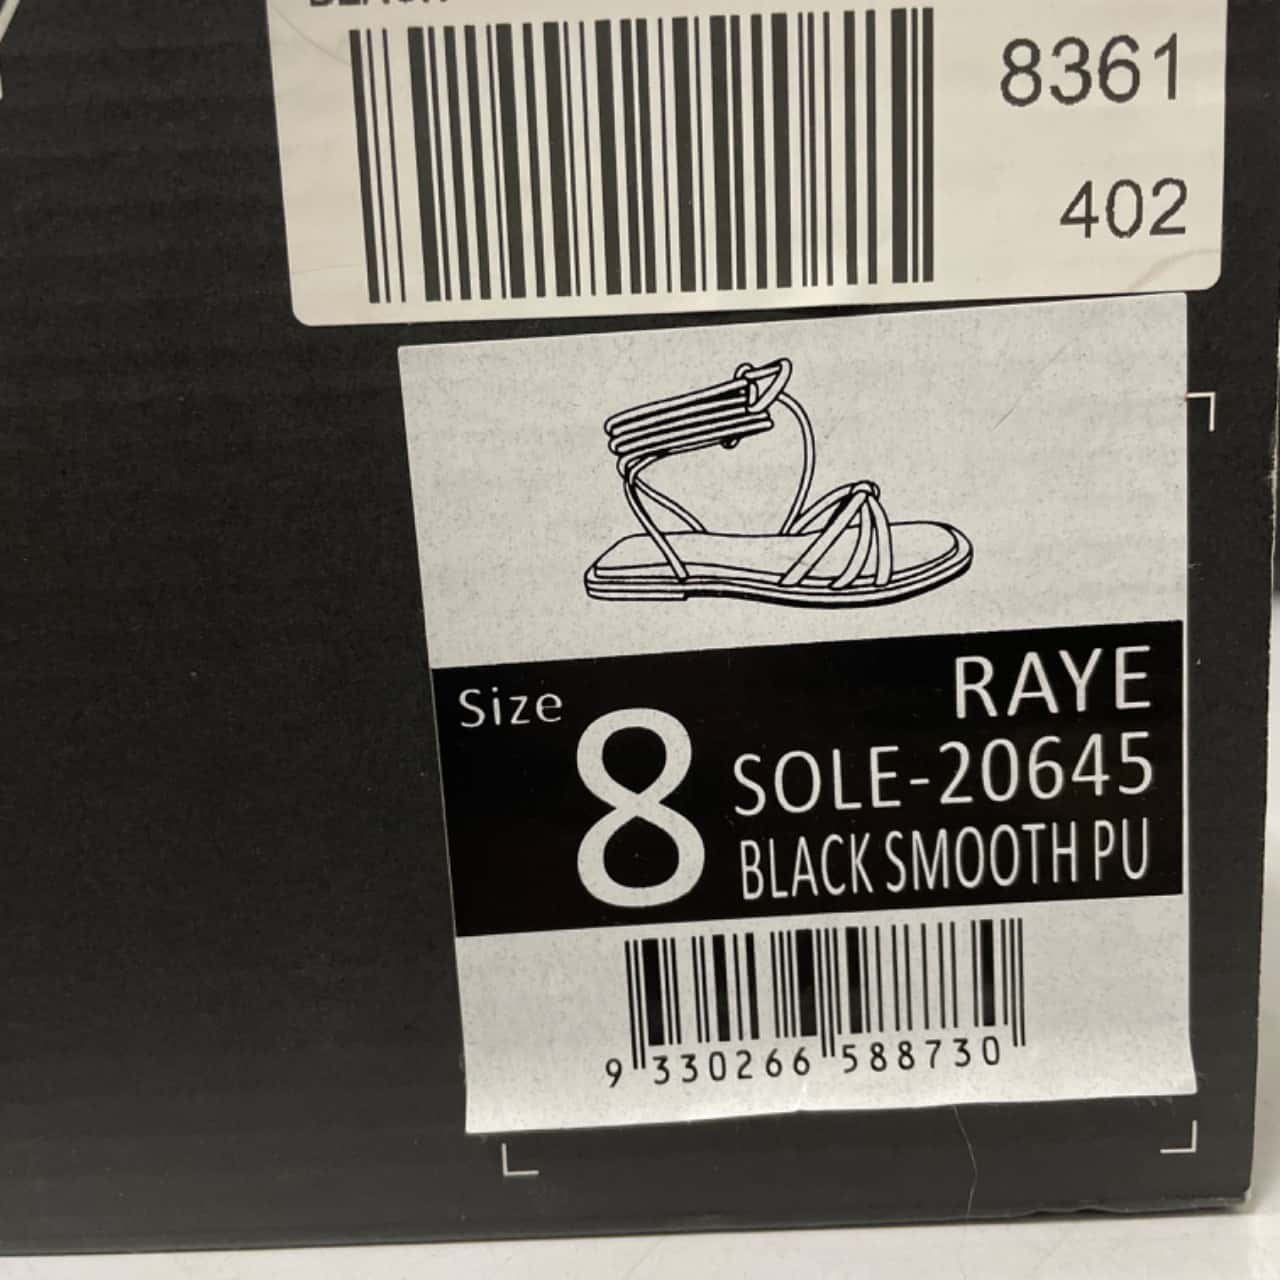 8361
402
Size
8
RAYE
SOLE-20645
BLACK SMOOTH PU
9 330266 588730